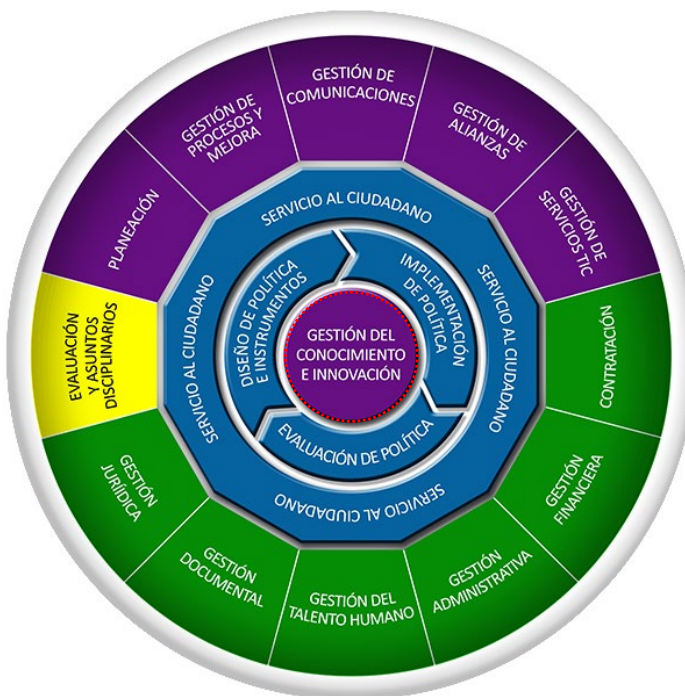 GESTIÓN DE
COMUNICACIONES
GESTIÓN DE
ALIANZAS
GESTIÓN DE
SERVICIOS TIC
CONTRATACIÓN
GESTIÓN
FINANCIERA
GESTIÓN
ADMINISTRATIVA
GESTIÓN DEL
TALENTO HUMANO
GESTIÓN
DOCUMENTAL
GESTIÓN
JURÍIDICA
EVALUACIÓN
Y ASUNTOS
DISCIPLINARIOS
PLANEACIÓN
GESTIÓN DE
PROCESOS Y
MEJORA
SERVICIO AL CIUDADANO
SERVICIO AL CIUDADANO
SERVICIO AL CIUDADANO
SERVICIO AL CIUDADANO
DISEÑO DE POLÍTICA
E INSTRUMENTOS
IMPLEMENTACIÓN
DE POLÍTICA
EVALUACIÓN DE POLÍTICA
GESTIÓN DEL
CONOCIMIENTO
E INNOVACIÓN